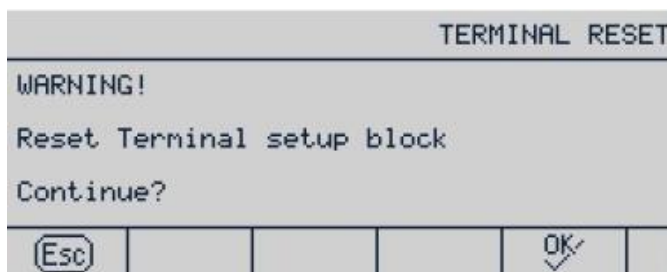 TERMINAL RESET
WARNING!
Reset Terminal setup block
Continue?
Esc OK